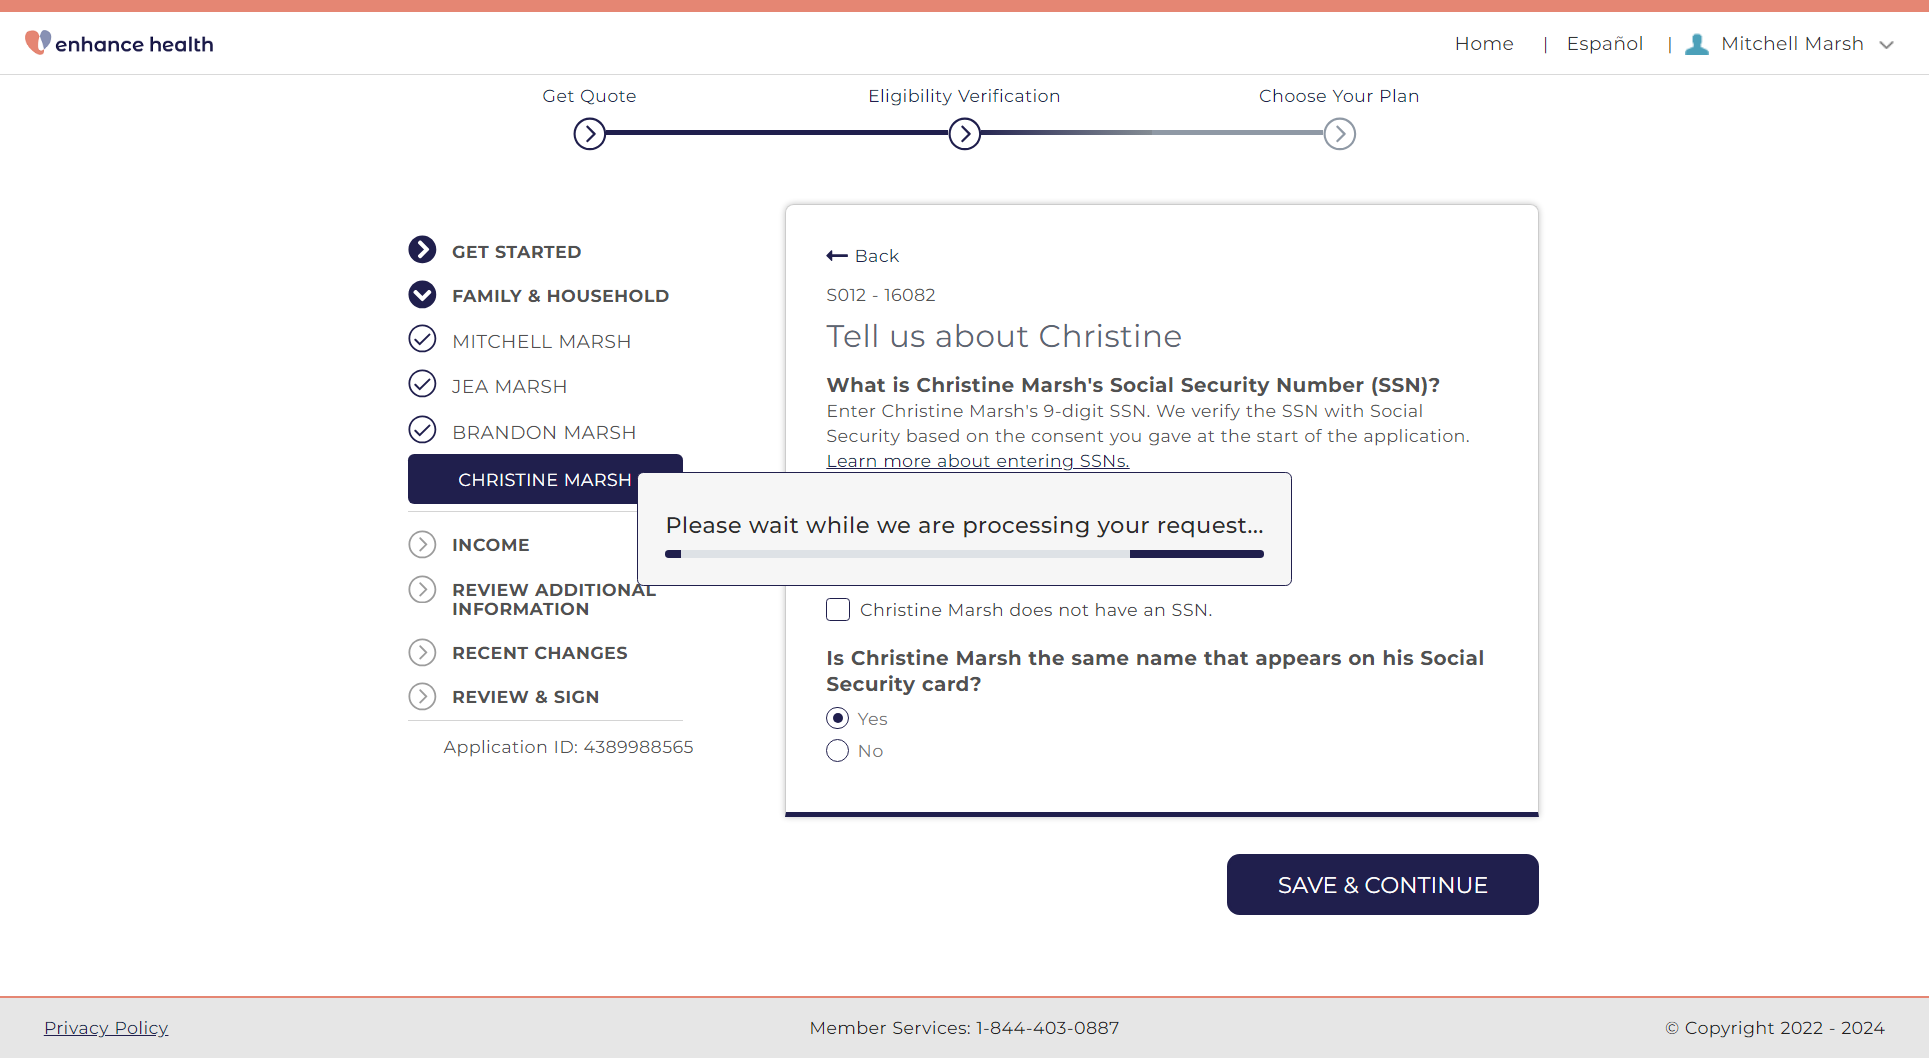 enhance health
Home | Español | Mitchell Marsh
Get Quote
Eligibility Verification
Choose Your Plan
GET STARTED
FAMILY & HOUSEHOLD
MITCHELL MARSH
JEA MARSH
BRANDON MARSH
CHRISTINE MARSH
INCOME
REVIEW ADDITIONAL
INFORMATION
RECENT CHANGES
REVIEW & SIGN
Application ID: 4389988565
Back
S012 - 16082
Tell us about Christine
What is Christine Marsh's Social Security Number (SSN)?
Enter Christine Marsh's 9-digit SSN. We verify the SSN with Social
Security based on the consent you gave at the start of the application.
Learn more about entering SSNs.
Please wait while we are processing your request...
Christine Marsh does not have an SSN.
Is Christine Marsh the same name that appears on his Social
Security card?
Yes
No
SAVE & CONTINUE
Privacy Policy
Member Services: 1-844-403-0887
© Copyright 2022 - 2024